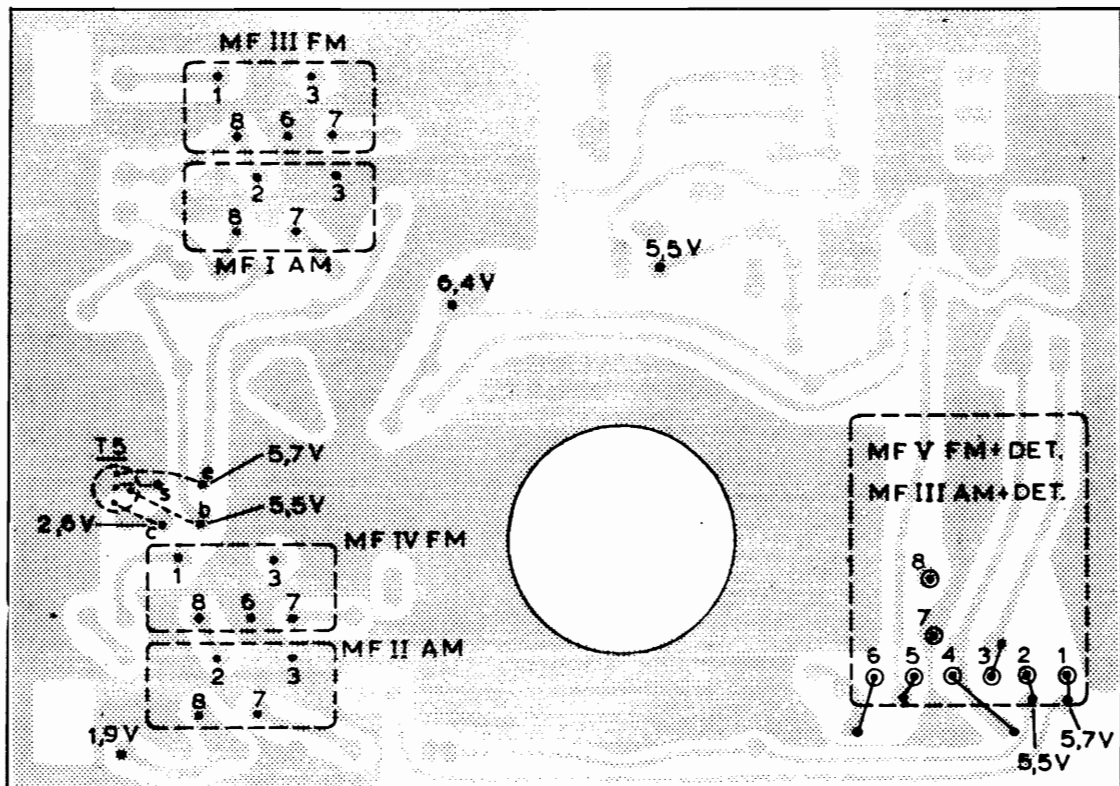 MF III FM
1 3
8 6 7
2 3
8 7
MF I AM
5,5V
6,4V
T5
e
5,7V
s
b
5,5V
2,6V
c
MF IV FM
1 3
8 6 7
MF II AM
2 3
8 7
1,9V
MF V FM+DET.
MF III AM+DET.
8
7
6 5 4 3 2 1
5,7V
5,5V